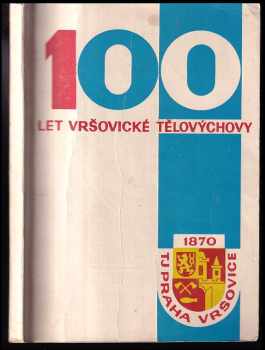 100
LET VRŠOVICKÉ TĚLOVÝCHOVY
1870
TJ PRAHA VRŠOVICE